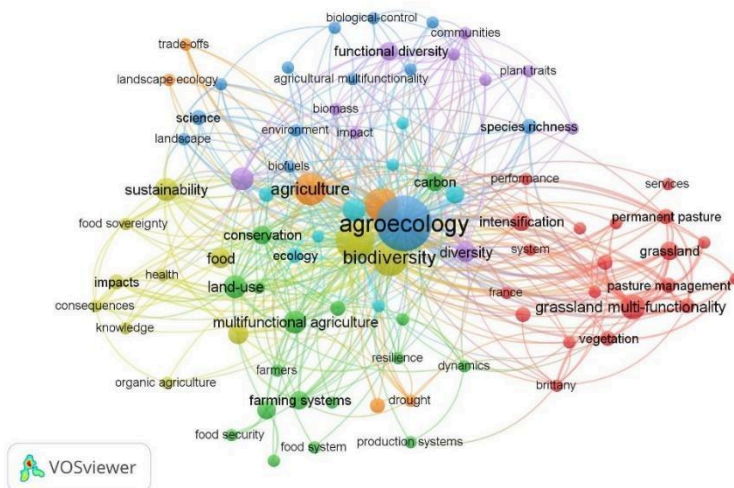 biological-control
communities
trade-offs
functional diversity
landscape ecology
agricultural multifunctionality
plant traits
biomass
science
environment
impact
species richness
landscape
biofuels
carbon
performance
services
sustainability
agriculture
permanent pasture
food sovereignty
agroecology
intensification
conservation
food
ecology
biodiversity
diversity
system
grassland
impacts
health
land-use
france
pasture management
consequences
grassland multi-functionality
knowledge
multifunctional agriculture
vegetation
resilience
dynamics
farmers
organic agriculture
brittany
farming systems
drought
food security
food system
production systems
VOSviewer